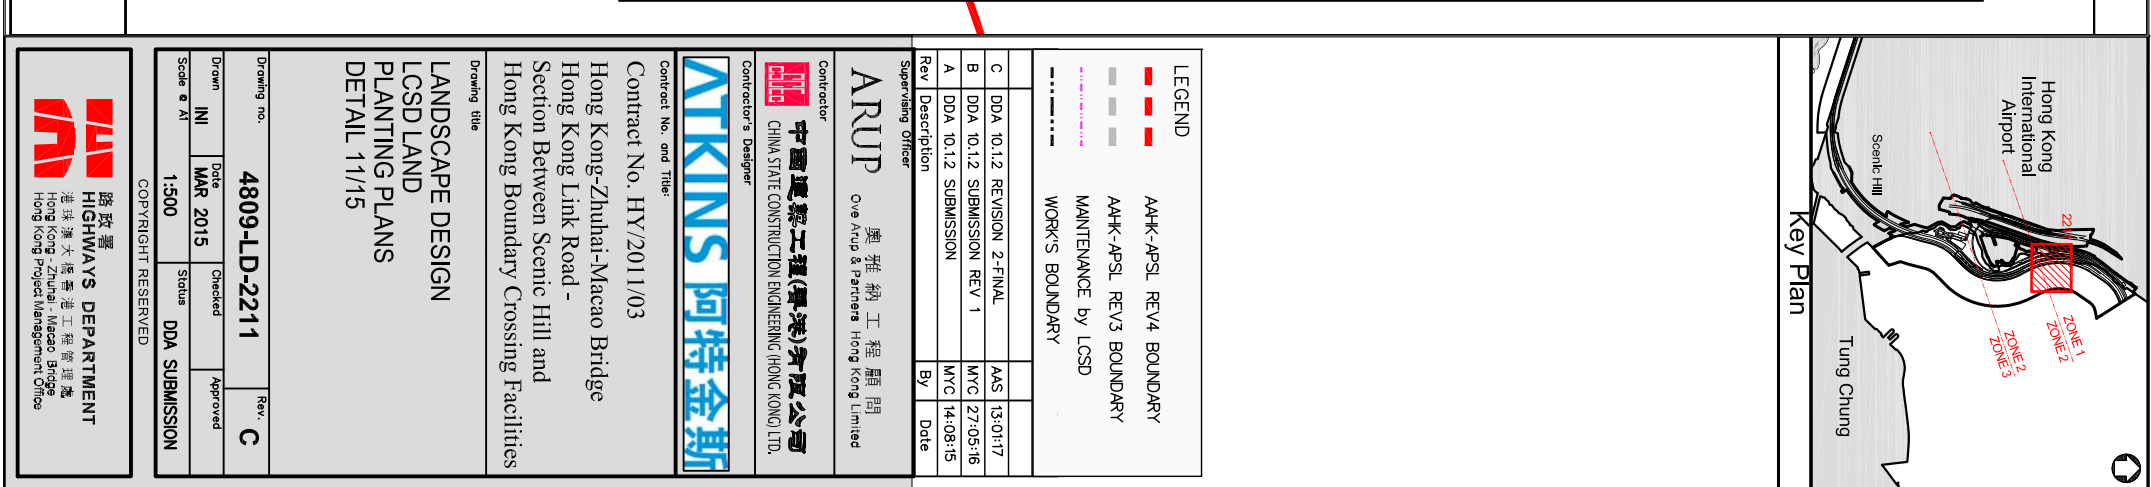 Hong Kong
International
Airport
Scenic Hill
2211
ZONE 1
ZONE 2
ZONE 2
ZONE 3
Tung Chung
Key Plan
LEGEND
AAHK-APSL REV4 BOUNDARY
AAHK-APSL REV3 BOUNDARY
MAINTENANCE by LCSD
WORK'S BOUNDARY
C DDA 10.1.2 REVISION 2-FINAL AAS 13:01:17
B DDA 10.1.2 SUBMISSION REV 1 MYC 27:05:16
A DDA 10.1.2 SUBMISSION MYC 14:08:15
Rev Description By Date
Supervising Officer
ARUP
奧雅納工程顧問
Ove Arup & Partners Hong Kong Limited
Contractor
中國建築工程(香港)有限公司
CHINA STATE CONSTRUCTION ENGINEERING (HONG KONG) LTD.
Contractor's Designer
ATKINS 阿特金斯
Contract No. and Title:
Contract No. HY/2011/03
Hong Kong-Zhuhai-Macao Bridge
Hong Kong Link Road -
Section Between Scenic Hill and
Hong Kong Boundary Crossing Facilities
Drawing title
LANDSCAPE DESIGN
LCSD LAND
PLANTING PLANS
DETAIL 11/15
Drawing no. Rev.
4809-LD-2211 C
Drawn Date Checked Approved
INI MAR 2015
Scale @ A1 Status
1:500 DDA SUBMISSION
COPYRIGHT RESERVED
路政署
HIGHWAYS DEPARTMENT
港珠澳大橋香港工程管理處
Hong Kong - Zhuhai - Macao Bridge
Hong Kong Project Management Office